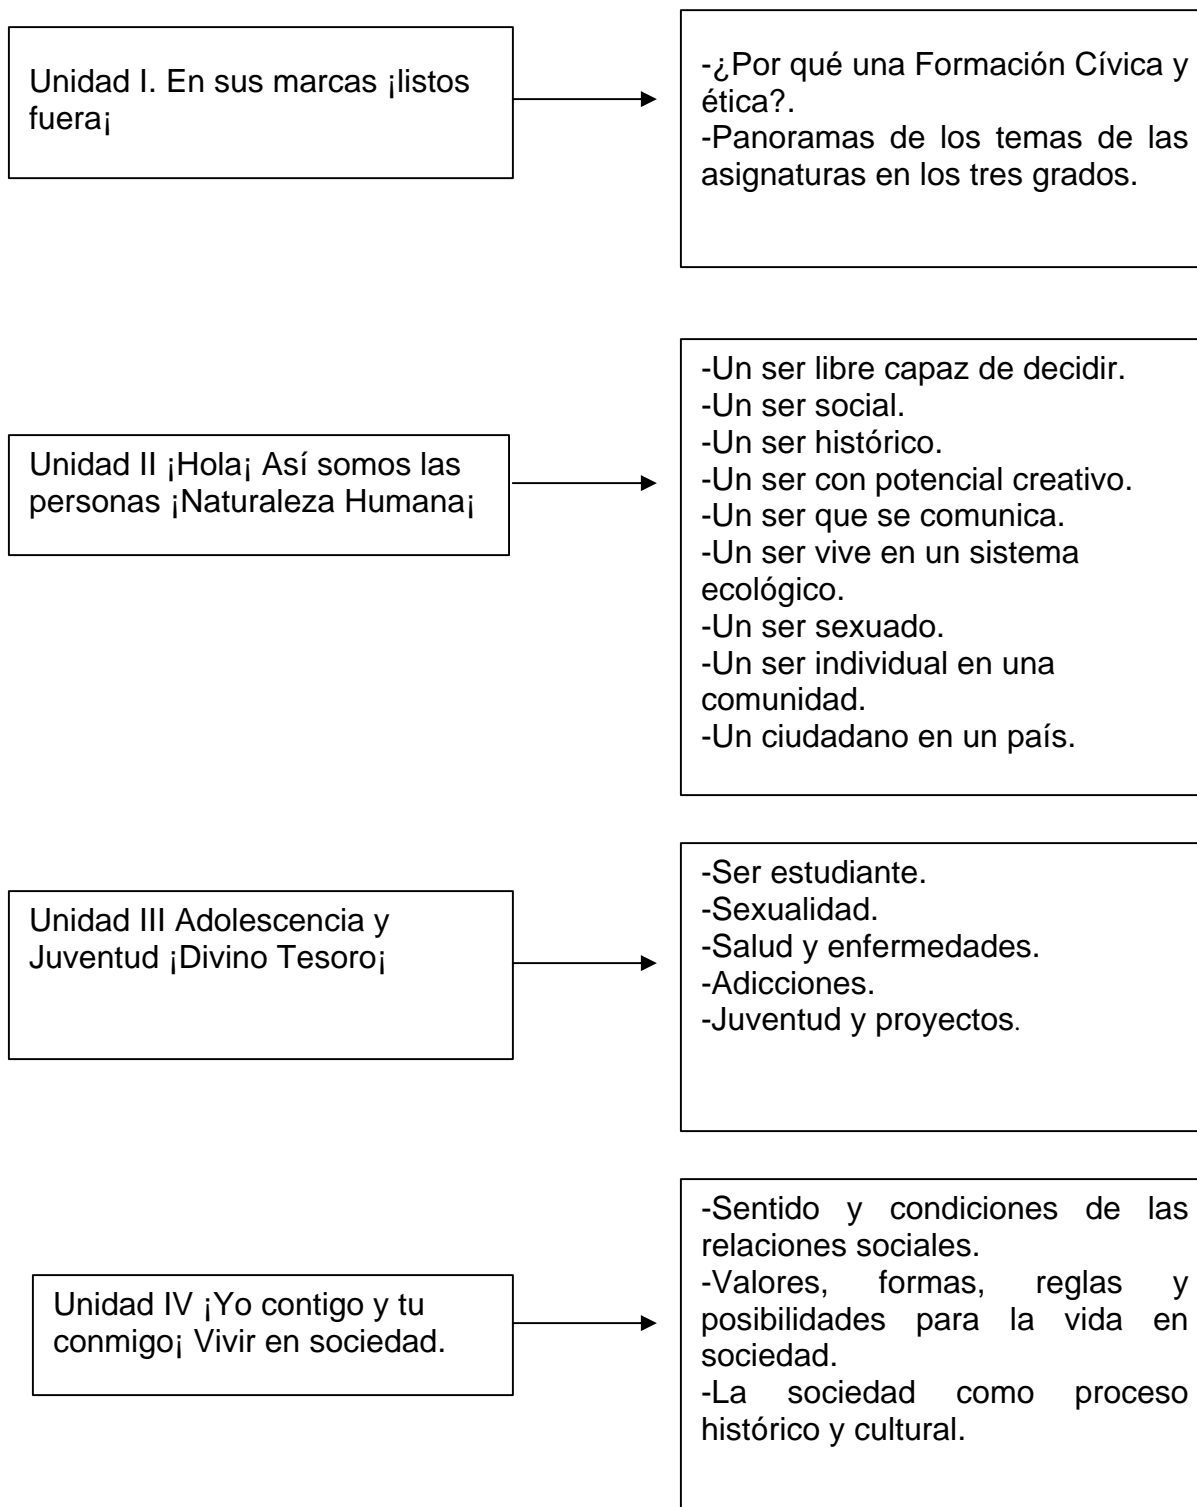 Unidad I. En sus marcas ¡listos
fuera¡
-¿Por qué una Formación Cívica y
ética?.
-Panoramas de los temas de las
asignaturas en los tres grados.
Unidad II ¡Hola¡ Así somos las
personas ¡Naturaleza Humana¡
-Un ser libre capaz de decidir.
-Un ser social.
-Un ser histórico.
-Un ser con potencial creativo.
-Un ser que se comunica.
-Un ser vive en un sistema
ecológico.
-Un ser sexuado.
-Un ser individual en una
comunidad.
-Un ciudadano en un país.
Unidad III Adolescencia y
Juventud ¡Divino Tesoro¡
-Ser estudiante.
-Sexualidad.
-Salud y enfermedades.
-Adicciones.
-Juventud y proyectos.
Unidad IV ¡Yo contigo y tu
conmigo¡ Vivir en sociedad.
-Sentido y condiciones de las
relaciones sociales.
-Valores, formas, reglas y
posibilidades para la vida en
sociedad.
-La sociedad como proceso
histórico y cultural.